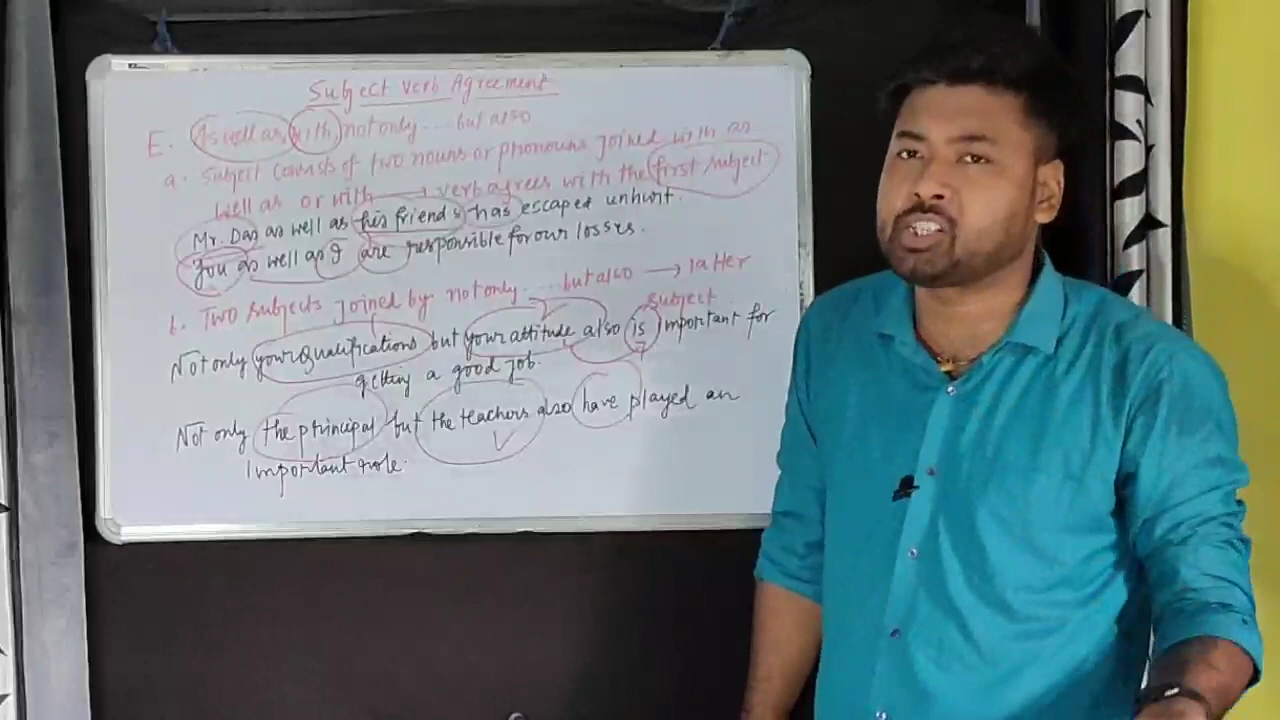 Subject Verb Agreement
E. As well as, with, not only .... but also
a. Subject consists of two nouns or pronouns joined with as
well as or with → verb agrees with the first subject
Mr. Das as well as his friends has escaped unhurt.
You as well as I are responsible for our losses.
b. Two subjects joined by not only .... but also → latter
subject
Not only your qualifications but your attitude also is important for
getting a good job.
Not only the principal but the teachers also have played an
important role.